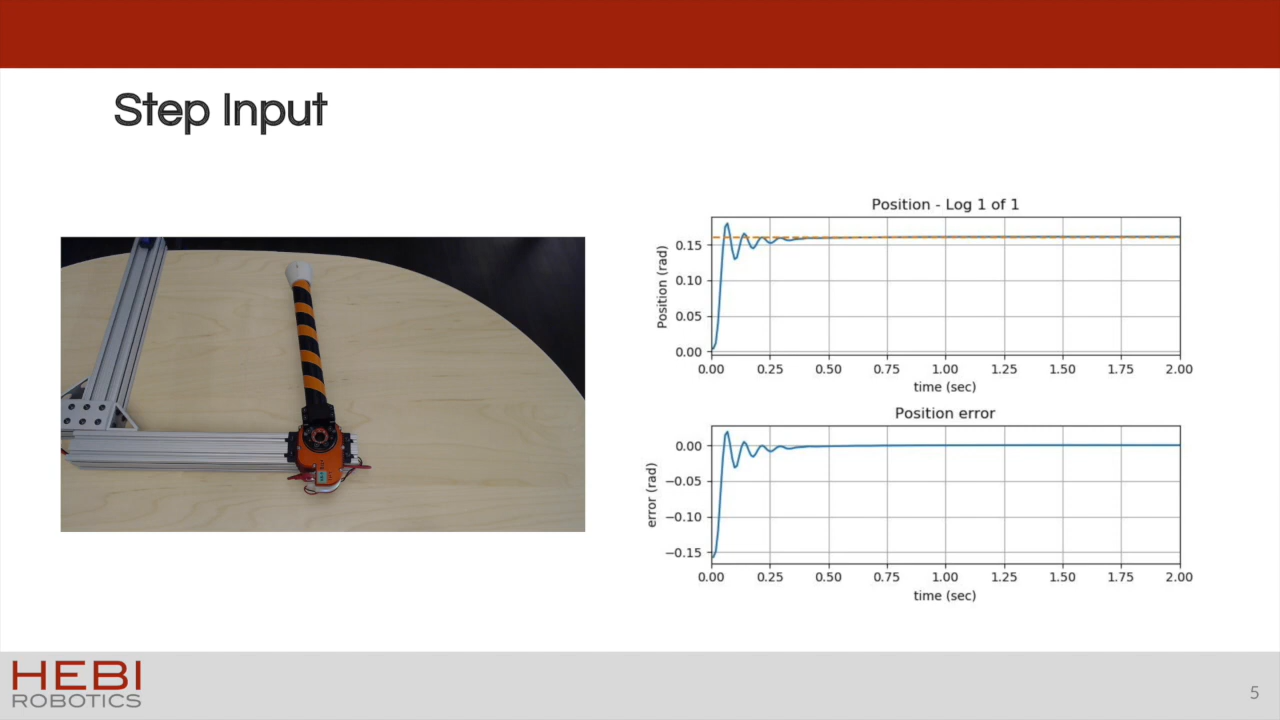 Step Input
Position - Log 1 of 1
Position (rad)
0.15
0.10
0.05
0.00
0.00 0.25 0.50 0.75 1.00 1.25 1.50 1.75 2.00
time (sec)
Position error
error (rad)
0.00
−0.05
−0.10
−0.15
0.00 0.25 0.50 0.75 1.00 1.25 1.50 1.75 2.00
time (sec)
HEBI
ROBOTICS
5